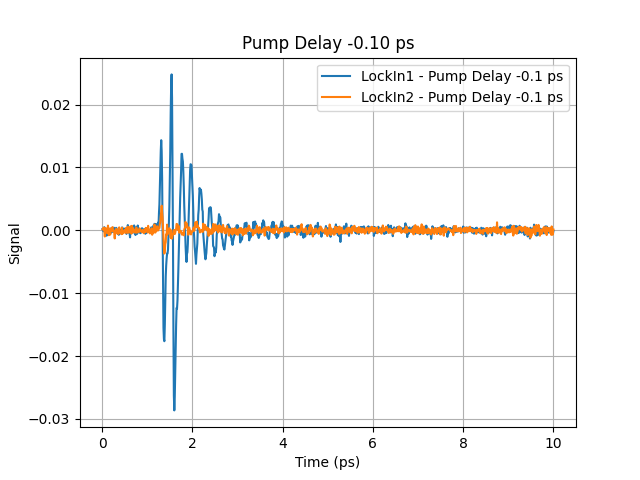 Pump Delay -0.10 ps
LockIn1 - Pump Delay -0.1 ps
LockIn2 - Pump Delay -0.1 ps
0.02
0.01
0.00
−0.01
−0.02
−0.03
Signal
0 2 4 6 8 10
Time (ps)